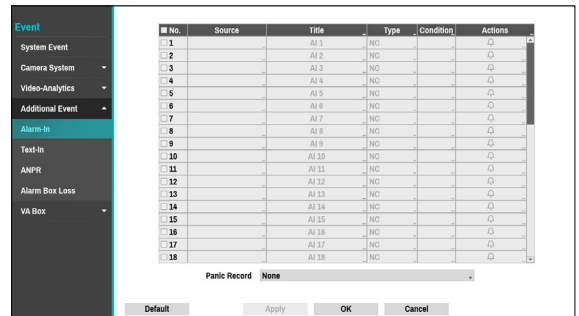 Event
System Event
Camera System
Video-Analytics
Additional Event
Alarm-In
Text-In
ANPR
Alarm Box Loss
VA Box
No. Source Title Type Condition Actions
1 AI 1 NC
2 AI 2 NC
3 AI 3 NC
4 AI 4 NC
5 AI 5 NC
6 AI 6 NC
7 AI 7 NC
8 AI 8 NC
9 AI 9 NC
10 AI 10 NC
11 AI 11 NC
12 AI 12 NC
13 AI 13 NC
14 AI 14 NC
15 AI 15 NC
16 AI 16 NC
17 AI 17 NC
18 AI 18 NC
Panic Record None
Default Apply OK Cancel